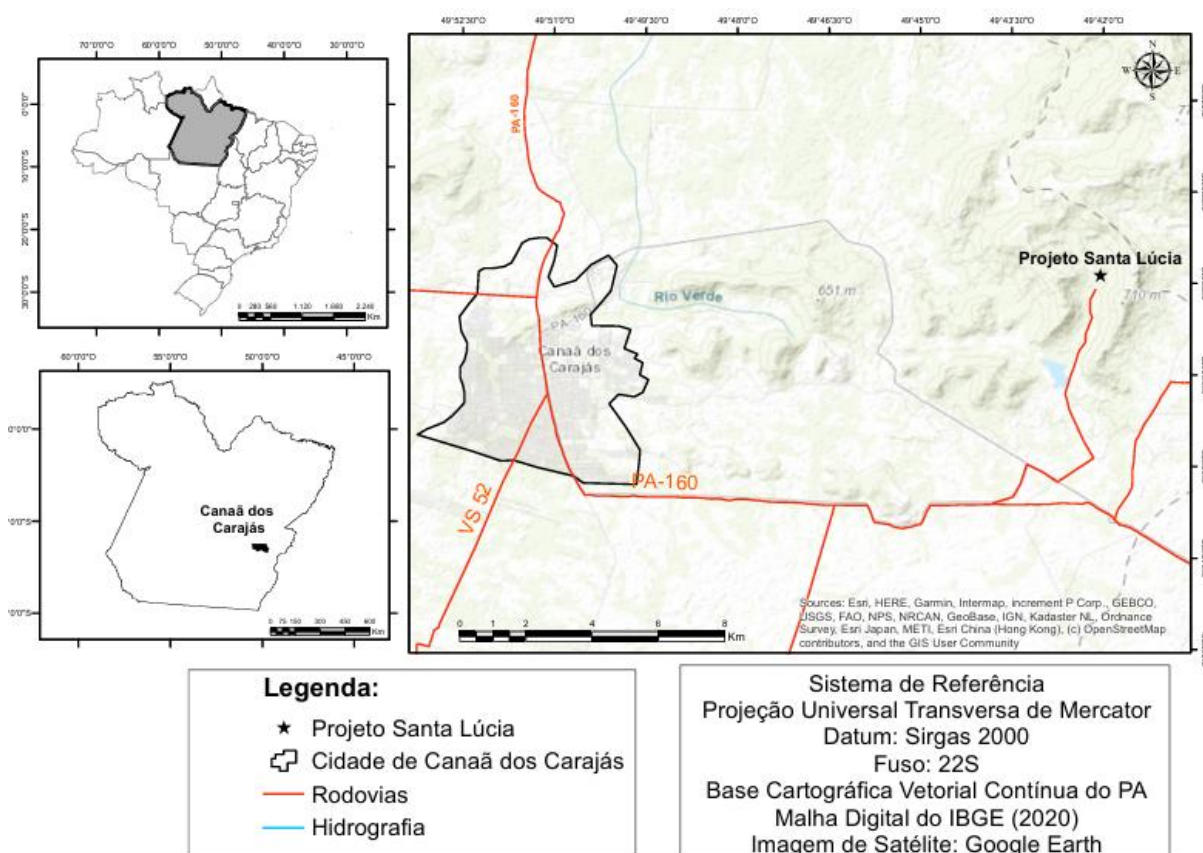 70°0'0"O 60°0'0"O 50°0'0"O 40°0'0"O 30°0'0"O
0°0'0"
10°0'0"S
20°0'0"S
30°0'0"S
0 280 560 1.120 1.680 2.240
Km
60°0'0"O 55°0'0"O 50°0'0"O 45°0'0"O
Canaã dos
Carajás
0 75 150 300 450 600
Km
49°52'30"O 49°51'0"O 49°49'30"O 49°48'0"O 49°46'30"O 49°45'0"O 49°43'30"O 49°42'0"O
N
W E
S
PA-160
Projeto Santa Lúcia
Rio Verde
651 m
710 m
PA-160
Canaã dos
Carajás
PA-160
VS 52
0 1 2 4 6 8
Km
Sources: Esri, HERE, Garmin, Intermap, increment P Corp., GEBCO,
USGS, FAO, NPS, NRCAN, GeoBase, IGN, Kadaster NL, Ordnance
Survey, Esri Japan, METI, Esri China (Hong Kong), (c) OpenStreetMap
contributors, and the GIS User Community
Legenda:
Projeto Santa Lúcia
Cidade de Canaã dos Carajás
Rodovias
Hidrografia
Sistema de Referência
Projeção Universal Transversa de Mercator
Datum: Sirgas 2000
Fuso: 22S
Base Cartográfica Vetorial Contínua do PA
Malha Digital do IBGE (2020)
Imagem de Satélite: Google Earth